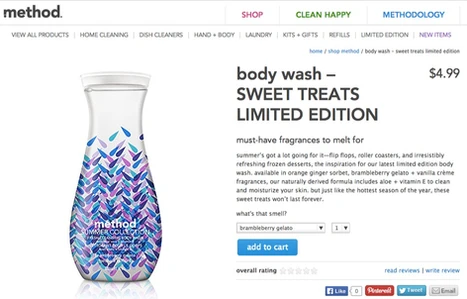 method.
SHOP
CLEAN HAPPY
METHODOLOGY
VIEW ALL PRODUCTS | HOME CLEANING | DISH CLEANERS | HAND + BODY | LAUNDRY | KITS + GIFTS | REFILLS | LIMITED EDITION | NEW ITEMS
home / shop method / body wash – sweet treats limited edition
body wash –
SWEET TREATS
LIMITED EDITION
$4.99
must-have fragrances to melt for
summer's got a lot going for it—flip flops, roller coasters, and irresistibly
refreshing frozen desserts, the inspiration for our latest limited edition body
wash. available in orange ginger sorbet, brambleberry gelato + vanilla crème
fragrances, our naturally derived formula includes aloe + vitamin E to clean
and moisturize your skin. but just like the hottest season of the year, these
sweet treats won't last forever.
what's that smell?
brambleberry gelato
1
add to cart
overall rating
read reviews | write review
Like 0
Pinterest
Tweet
Email
method
SUMMER COLLECTION